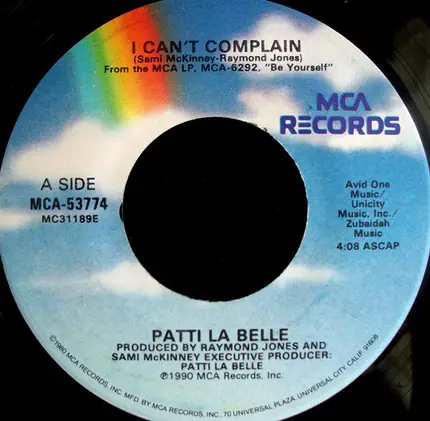 I CAN'T COMPLAIN
(Sami McKinney-Raymond Jones)
From the MCA LP, MCA-6292, "Be Yourself"
MCA
RECORDS
A SIDE
MCA-53774
MC31189E
Avid One
Music/
Unicity
Music, Inc./
Zubaidah
Music
4:08 ASCAP
PATTI LA BELLE
PRODUCED BY RAYMOND JONES AND
SAMI McKINNEY EXECUTIVE PRODUCER:
PATTI LA BELLE
℗1990 MCA Records, Inc.
©1990 MCA RECORDS, INC. MFD. BY MCA RECORDS, INC. 70 UNIVERSAL PLAZA, UNIVERSAL CITY, CALIF. 91608